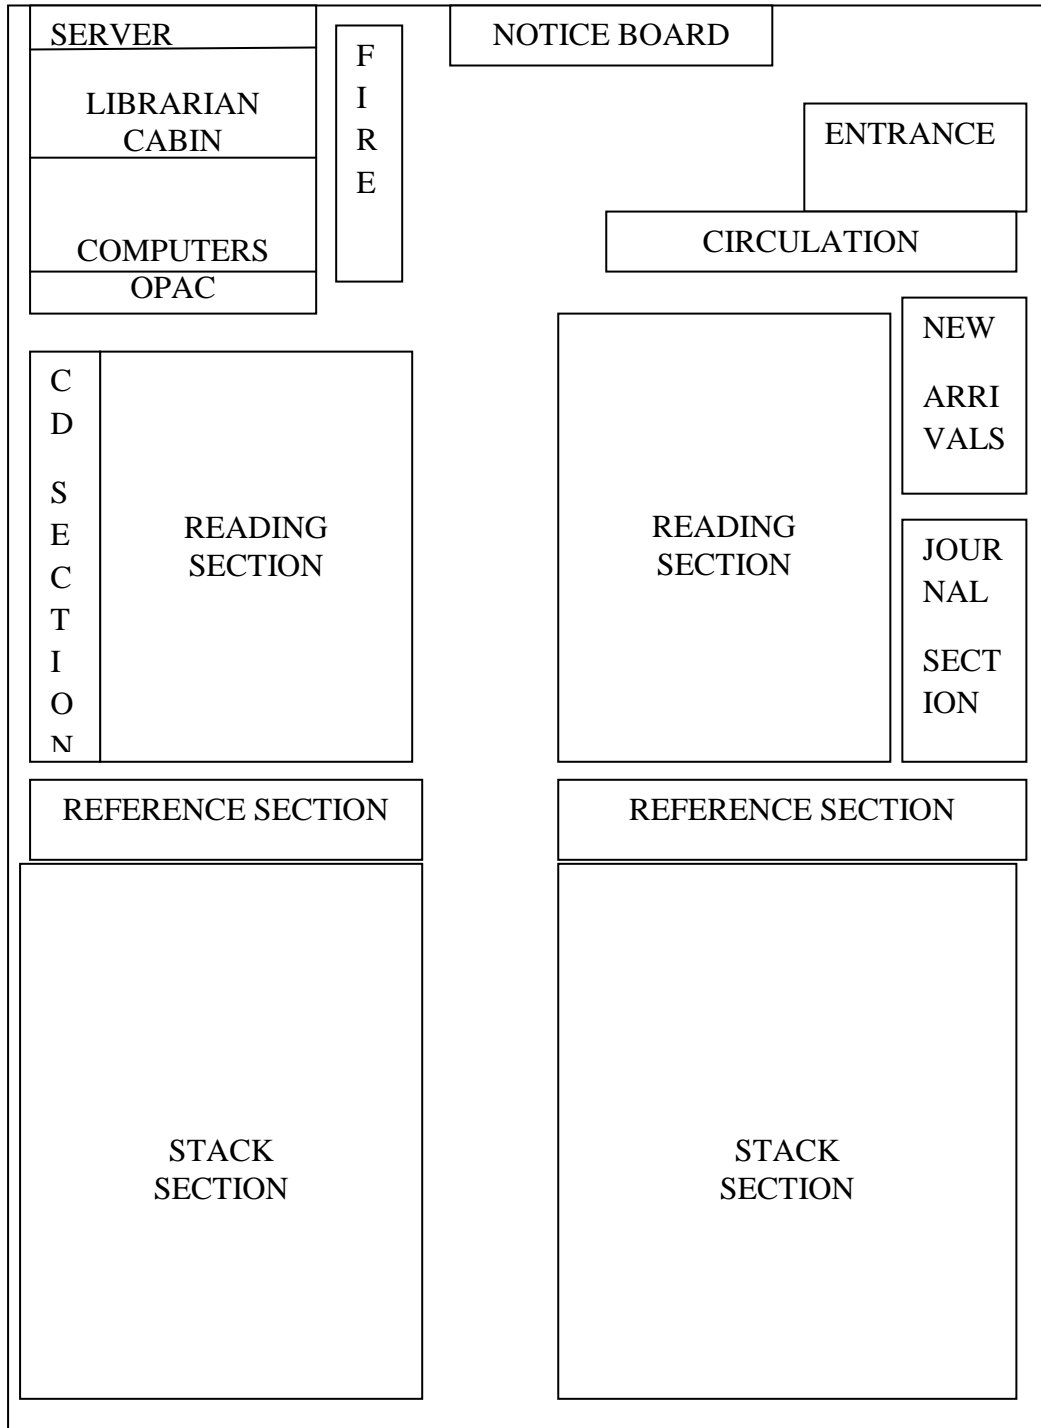 SERVER
LIBRARIAN
CABIN
COMPUTERS
OPAC
F
I
R
E
NOTICE BOARD
ENTRANCE
CIRCULATION
C
D
S
E
C
T
I
O
N
READING
SECTION
READING
SECTION
NEW
ARRI
VALS
JOUR
NAL
SECT
ION
REFERENCE SECTION
REFERENCE SECTION
STACK
SECTION
STACK
SECTION